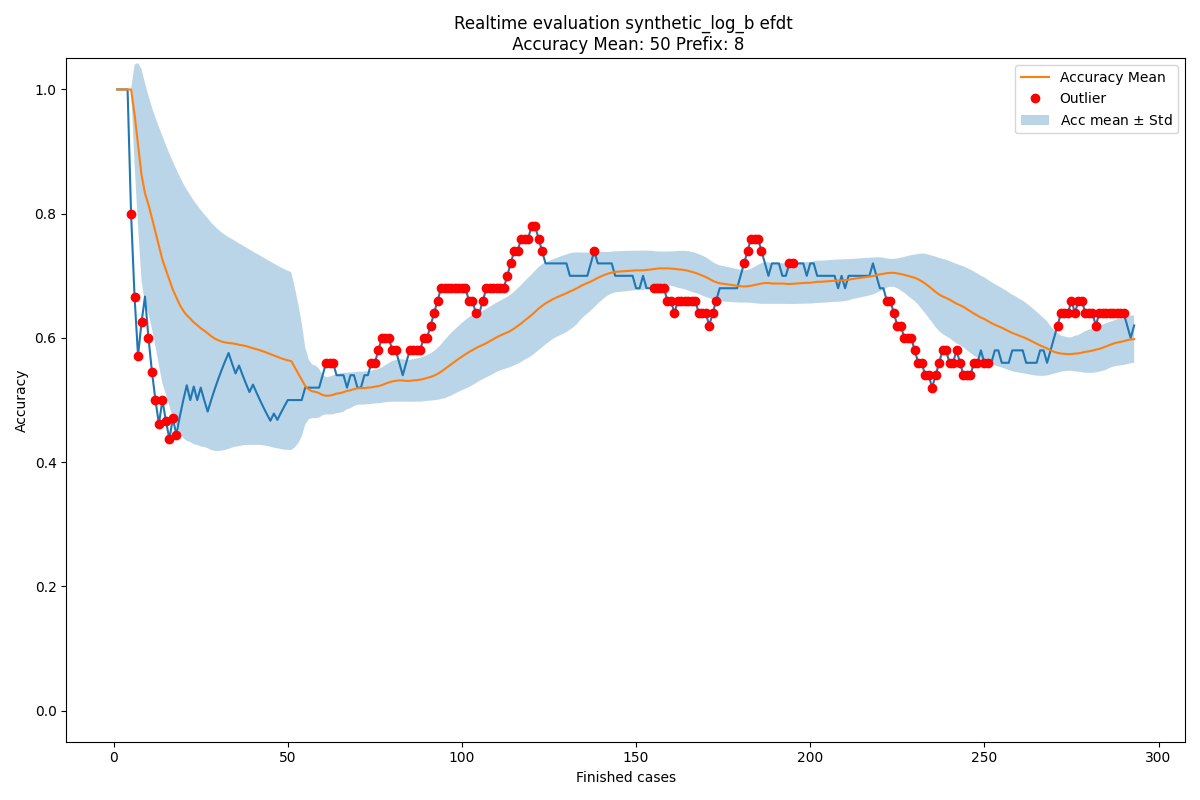 Realtime evaluation synthetic_log_b efdt
Accuracy Mean: 50 Prefix: 8
Accuracy Mean
Outlier
Acc mean ± Std
1.0
0.8
0.6
0.4
0.2
0.0
Accuracy
0
50
100
150
200
250
300
Finished cases